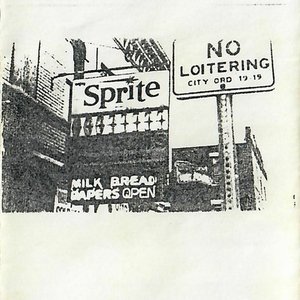 Sprite
MILK BREAD
PAPERS OPEN
NO
LOITERING
CITY ORD 19-19